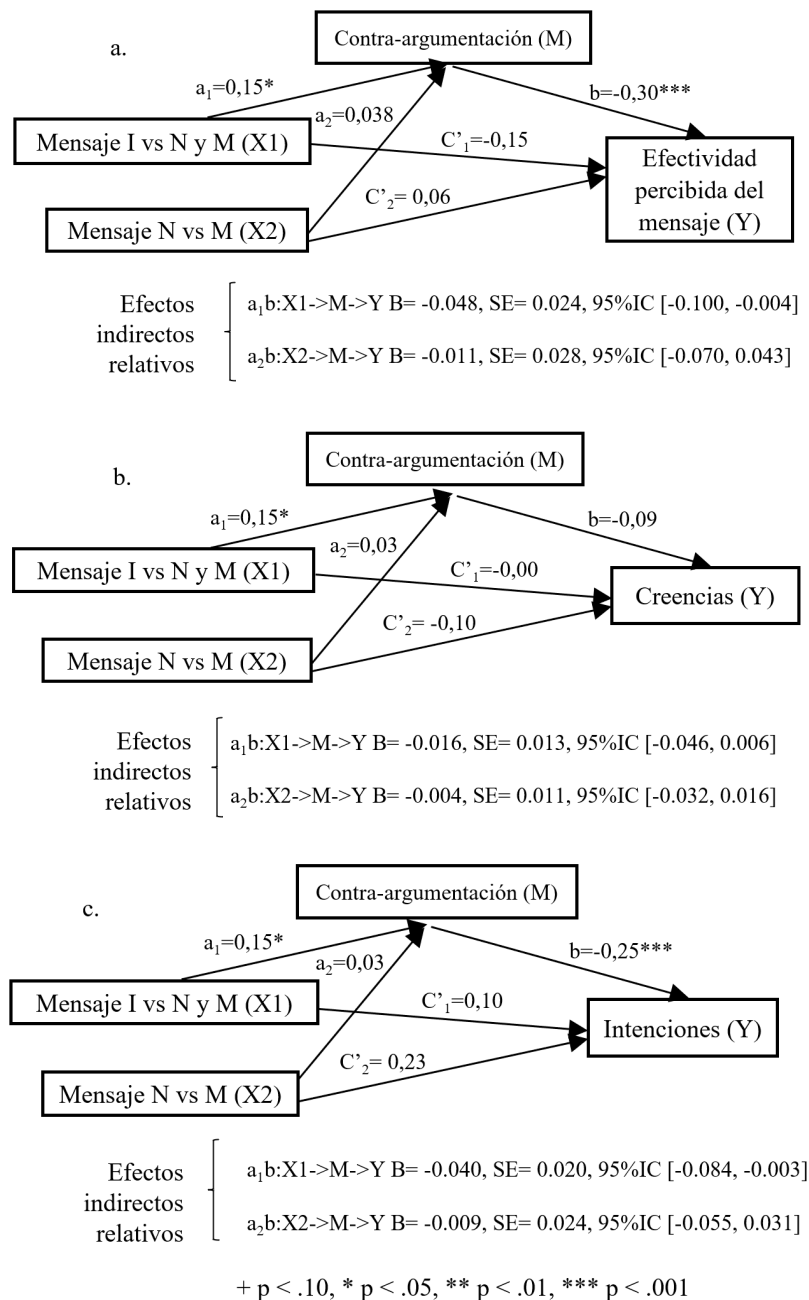 a.
Contra-argumentación (M)
a₁=0,15*
b=-0,30***
a₂=0,038
Mensaje I vs N y M (X1)
C’₁=-0,15
Efectividad
percibida del
mensaje (Y)
C’₂= 0,06
Mensaje N vs M (X2)
Efectos
indirectos
relativos
a₁b:X1->M->Y B= -0.048, SE= 0.024, 95%IC [-0.100, -0.004]
a₂b:X2->M->Y B= -0.011, SE= 0.028, 95%IC [-0.070, 0.043]
b.
Contra-argumentación (M)
a₁=0,15*
b=-0,09
a₂=0,03
Mensaje I vs N y M (X1)
C’₁=-0,00
Creencias (Y)
C’₂= -0,10
Mensaje N vs M (X2)
Efectos
indirectos
relativos
a₁b:X1->M->Y B= -0.016, SE= 0.013, 95%IC [-0.046, 0.006]
a₂b:X2->M->Y B= -0.004, SE= 0.011, 95%IC [-0.032, 0.016]
c.
Contra-argumentación (M)
a₁=0,15*
b=-0,25***
a₂=0,03
Mensaje I vs N y M (X1)
C’₁=0,10
Intenciones (Y)
C’₂= 0,23
Mensaje N vs M (X2)
Efectos
indirectos
relativos
a₁b:X1->M->Y B= -0.040, SE= 0.020, 95%IC [-0.084, -0.003]
a₂b:X2->M->Y B= -0.009, SE= 0.024, 95%IC [-0.055, 0.031]
+ p < .10, * p < .05, ** p < .01, *** p < .001